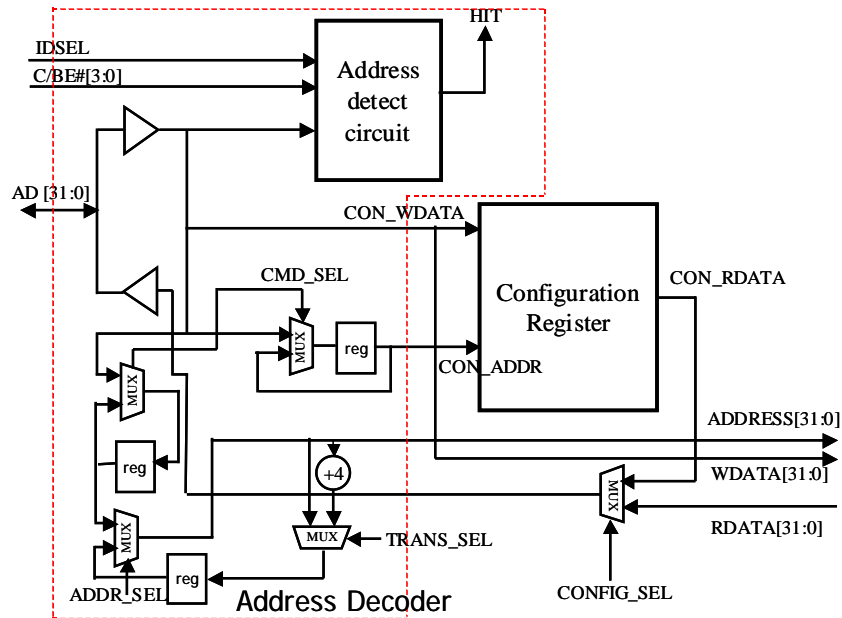 HIT
IDSEL
C/BE#[3:0]
Address
detect
circuit
AD [31:0]
CON_WDATA
CMD_SEL
CON_RDATA
Configuration
Register
MUX
reg
CON_ADDR
MUX
ADDRESS[31:0]
reg
+4
WDATA[31:0]
MUX
MUX
MUX
RDATA[31:0]
TRANS_SEL
reg
ADDR_SEL
CONFIG_SEL
Address Decoder